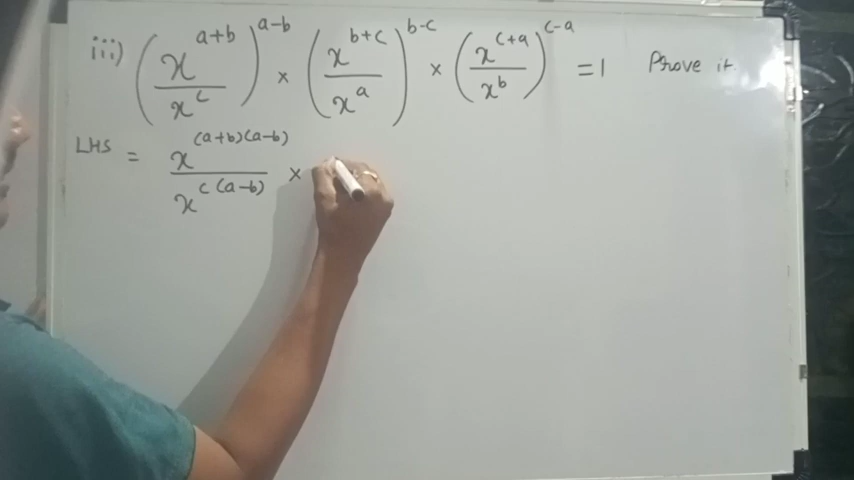 iii) (x^(a+b)/x^c)^(a-b) × (x^(b+c)/x^a)^(b-c) × (x^(c+a)/x^b)^(c-a) = 1 Prove it.
LHS = x^((a+b)(a-b))/x^(c(a-b)) ×